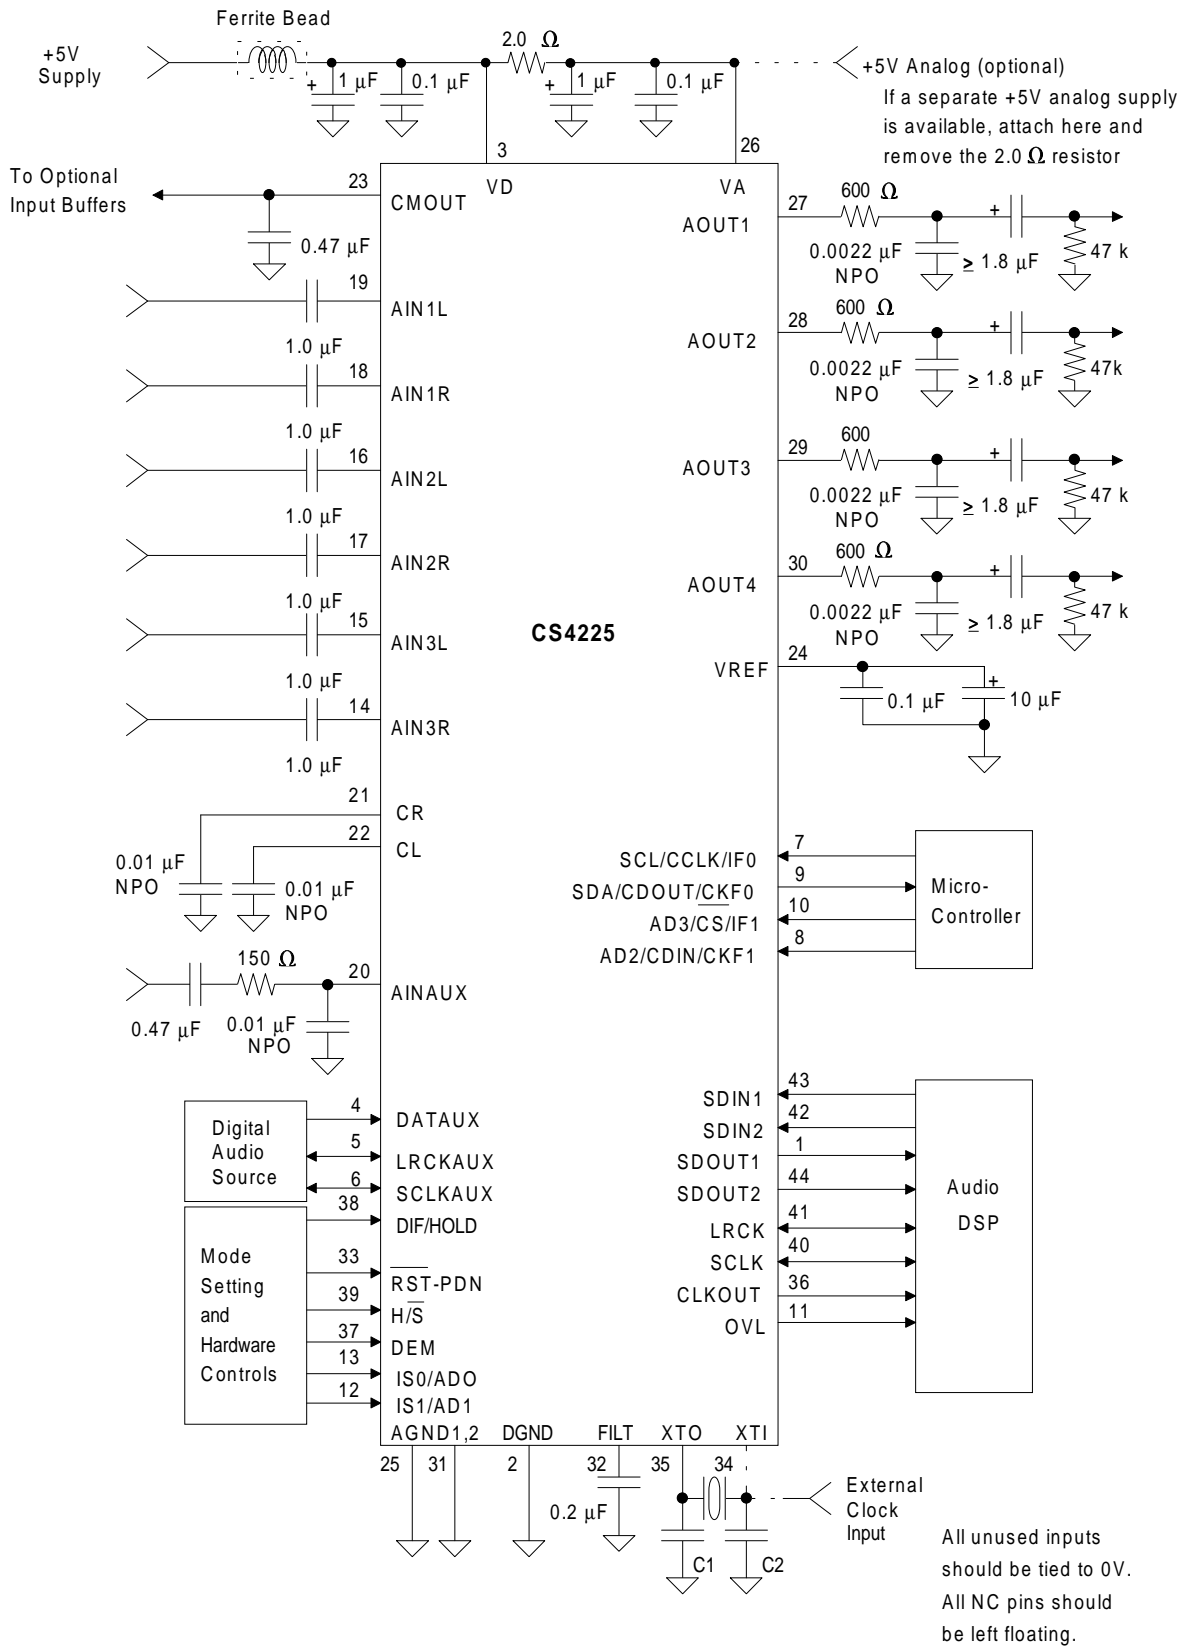 Ferrite Bead
+5V
Supply
+ 1 µF
0.1 µF
2.0 Ω
+ 1 µF
0.1 µF
+5V Analog (optional)
If a separate +5V analog supply
is available, attach here and
remove the 2.0 Ω resistor
3
VD
26
VA
To Optional
Input Buffers
23
CMOUT
0.47 µF
19
AIN1L
1.0 µF
18
AIN1R
1.0 µF
16
AIN2L
1.0 µF
17
AIN2R
1.0 µF
15
AIN3L
1.0 µF
14
AIN3R
1.0 µF
21
CR
22
CL
0.01 µF
NPO
0.01 µF
NPO
150 Ω
20
AINAUX
0.47 µF
0.01 µF
NPO
Digital
Audio
Source
4
DATAUX
5
LRCKAUX
6
SCLKAUX
Mode
Setting
and
Hardware
Controls
38
DIF/HOLD
33
RST-PDN
39
H/S
37
DEM
13
IS0/ADO
12
IS1/AD1
CS4225
27
AOUT1
600 Ω
0.0022 µF
NPO
+
≥ 1.8 µF
47 k
28
AOUT2
600 Ω
0.0022 µF
NPO
+
≥ 1.8 µF
47k
29
AOUT3
600
0.0022 µF
NPO
+
≥ 1.8 µF
47 k
30
AOUT4
600 Ω
0.0022 µF
NPO
+
≥ 1.8 µF
47 k
24
VREF
0.1 µF
+
10 µF
7
SCL/CCLK/IF0
9
SDA/CDOUT/CKF0
10
AD3/CS/IF1
8
AD2/CDIN/CKF1
Micro-
Controller
43
SDIN1
42
SDIN2
1
SDOUT1
44
SDOUT2
41
LRCK
40
SCLK
36
CLKOUT
11
OVL
Audio
DSP
AGND1,2 DGND FILT XTO XTI
25 31 2 32 35 34
0.2 µF
C1 C2
External
Clock
Input
All unused inputs
should be tied to 0V.
All NC pins should
be left floating.